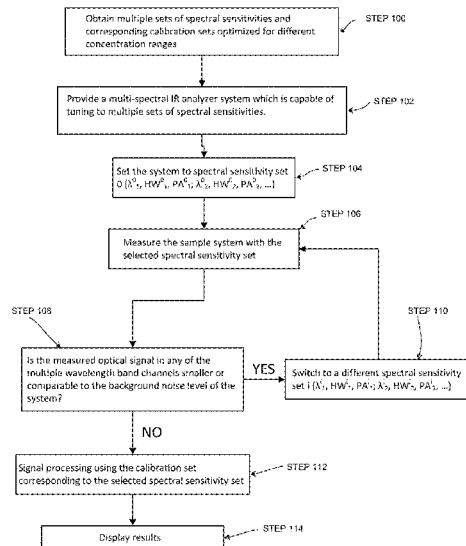 Obtain multiple sets of spectral sensitivities and
corresponding calibration sets optimized for different
concentration ranges
STEP 100
Provide a multi-spectral IR analyzer system which is capable of
tuning to multiple sets of spectral sensitivities.
STEP 102
Set the system to spectral sensitivity set
0 (λ⁰₁, HW⁰₁, PA⁰₁; λ⁰₂, HW⁰₂, PA⁰₂, ...)
STEP 104
STEP 106
Measure the sample system with the
selected spectral sensitivity set
STEP 108
STEP 110
Is the measured optical signal in any of the
multiple wavelength band channels smaller or
comparable to the background noise level of the
system?
YES
Switch to a different spectral sensitivity
set i (λⁱ₁, HWⁱ₁, PAⁱ₁; λⁱ₂, HWⁱ₂, PAⁱ₂, ...)
NO
Signal processing using the calibration set
corresponding to the selected spectral sensitivity set
STEP 112
Display results
STEP 114